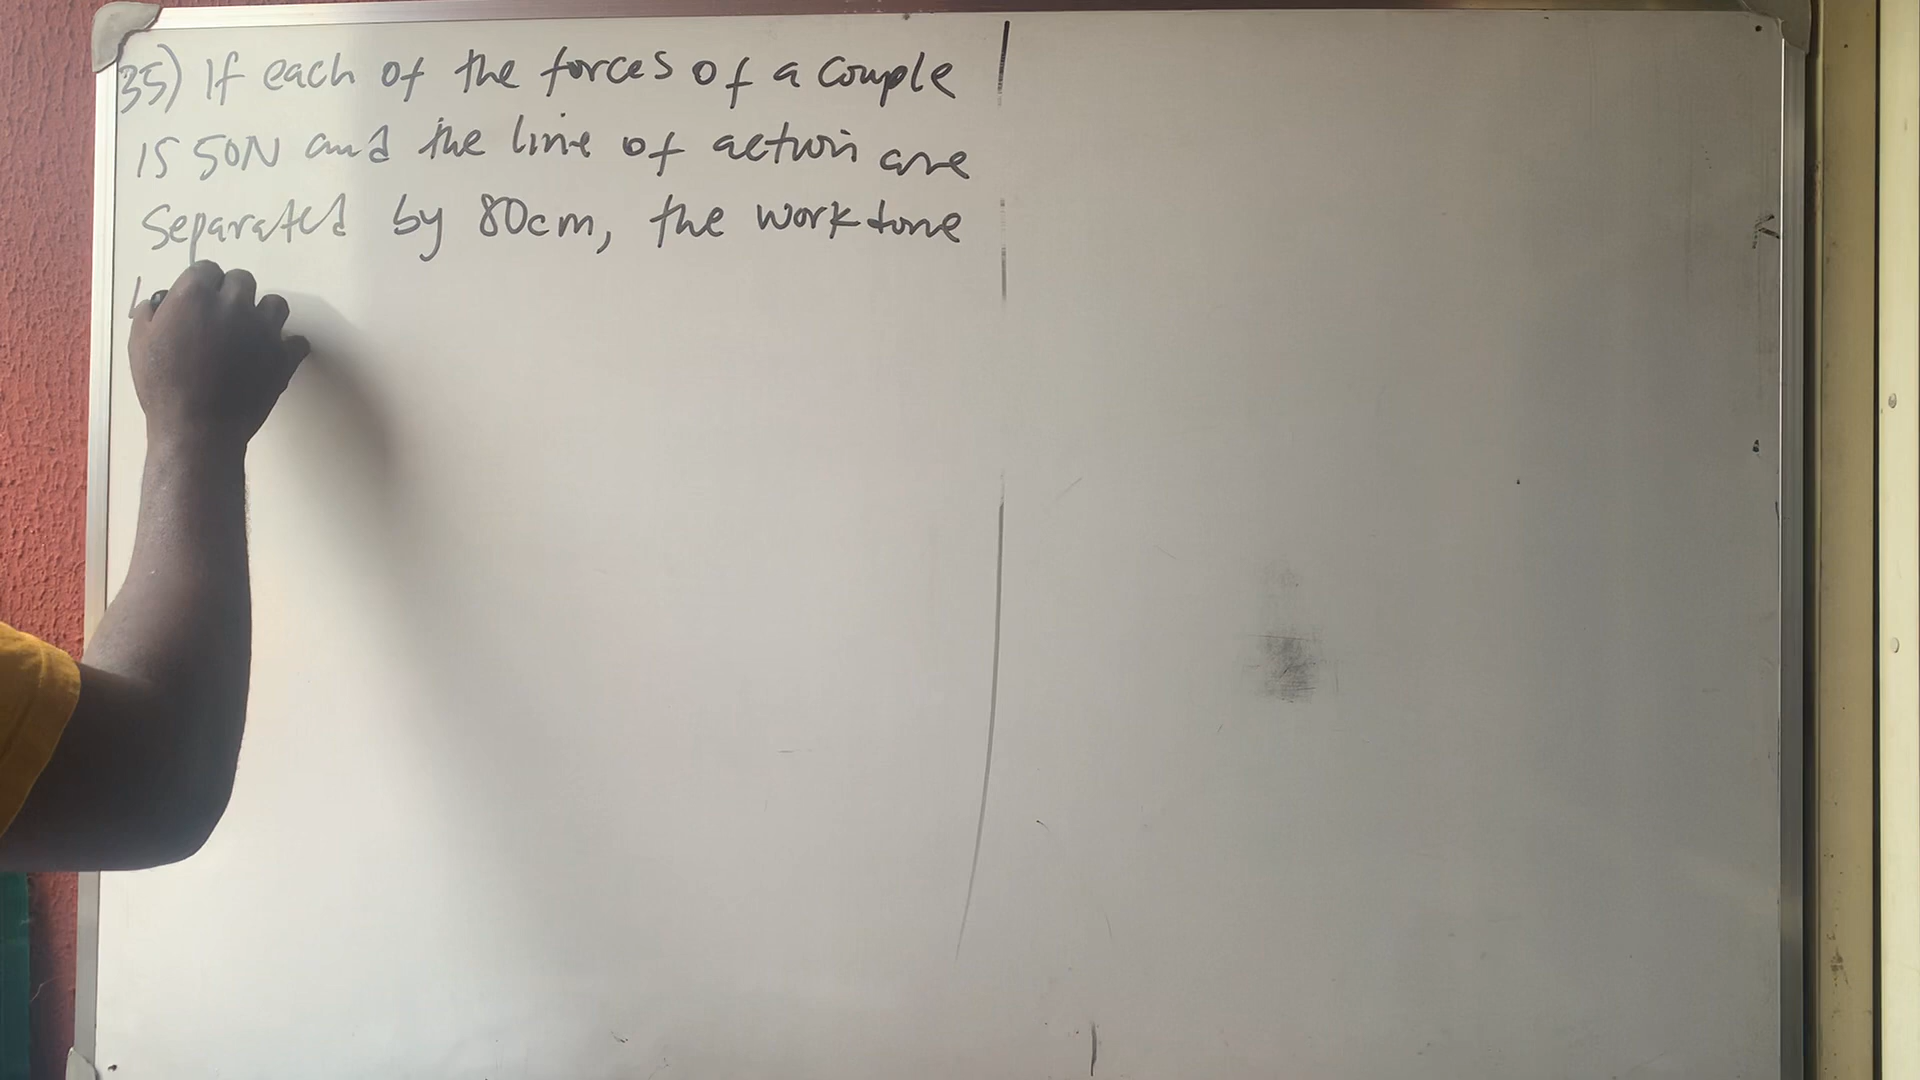 35) If each of the forces of a couple
is 50N and the line of action are
separated by 80cm, the work done